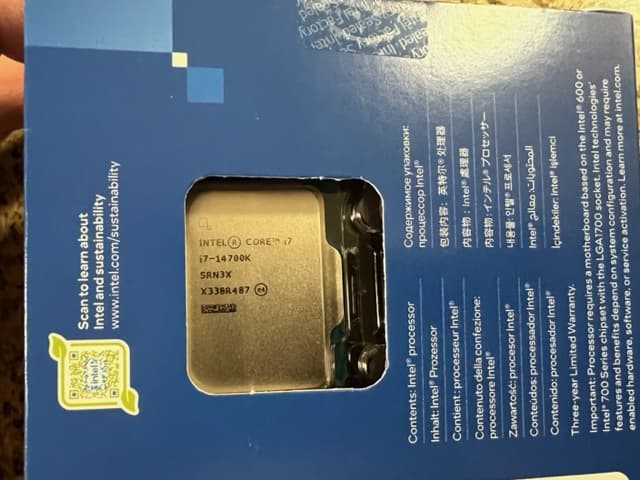 Scan to learn about
Intel and sustainability
www.intel.com/sustainability
intel
INTEL® CORE™ i7
i7-14700K
SRN3X
X338R487 e4
Contents: Intel® processor
Inhalt: Intel® Prozessor
Contient : processeur Intel®
Contenuto della confezione:
processore Intel®
Zawartość: procesor Intel®
Conteúdos: processador Intel®
Contenido: procesador Intel®
Содержимое упаковки:
процессор Intel®
包装内容: 英特尔® 处理器
內容物: Intel® 處理器
内容物: インテル® プロセッサー
내용물: 인텔® 프로세서
المحتويات: معالج Intel®
İçindekiler: Intel® işlemci
Three-year Limited Warranty.
Important: Processor requires a motherboard based on the Intel® 600 or
Intel® 700 Series chipset with the LGA1700 socket. Intel technologies'
features and benefits depend on system configuration and may require
enabled hardware, software, or service activation. Learn more at intel.com.